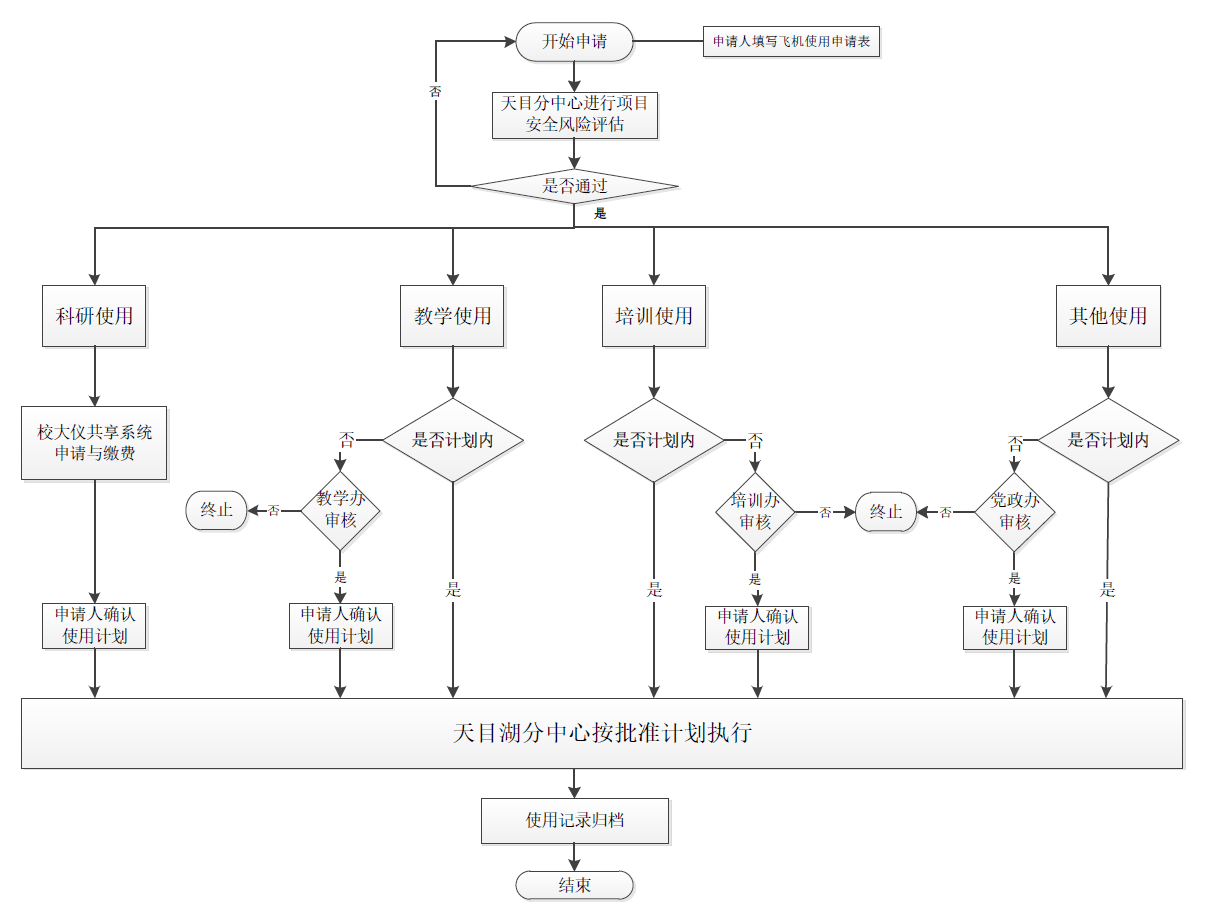 开始申请
申请人填写飞机使用申请表
否
天目分中心进行项目
安全风险评估
是否通过
是
科研使用
教学使用
培训使用
其他使用
校大仪共享系统
申请与缴费
是否计划内
是否计划内
是否计划内
否
否
否
终止
否
教学办
审核
培训办
审核
否
终止
否
党政办
审核
是
是
是
是
是
是
申请人确认
使用计划
申请人确认
使用计划
申请人确认
使用计划
申请人确认
使用计划
天目湖分中心按批准计划执行
使用记录归档
结束